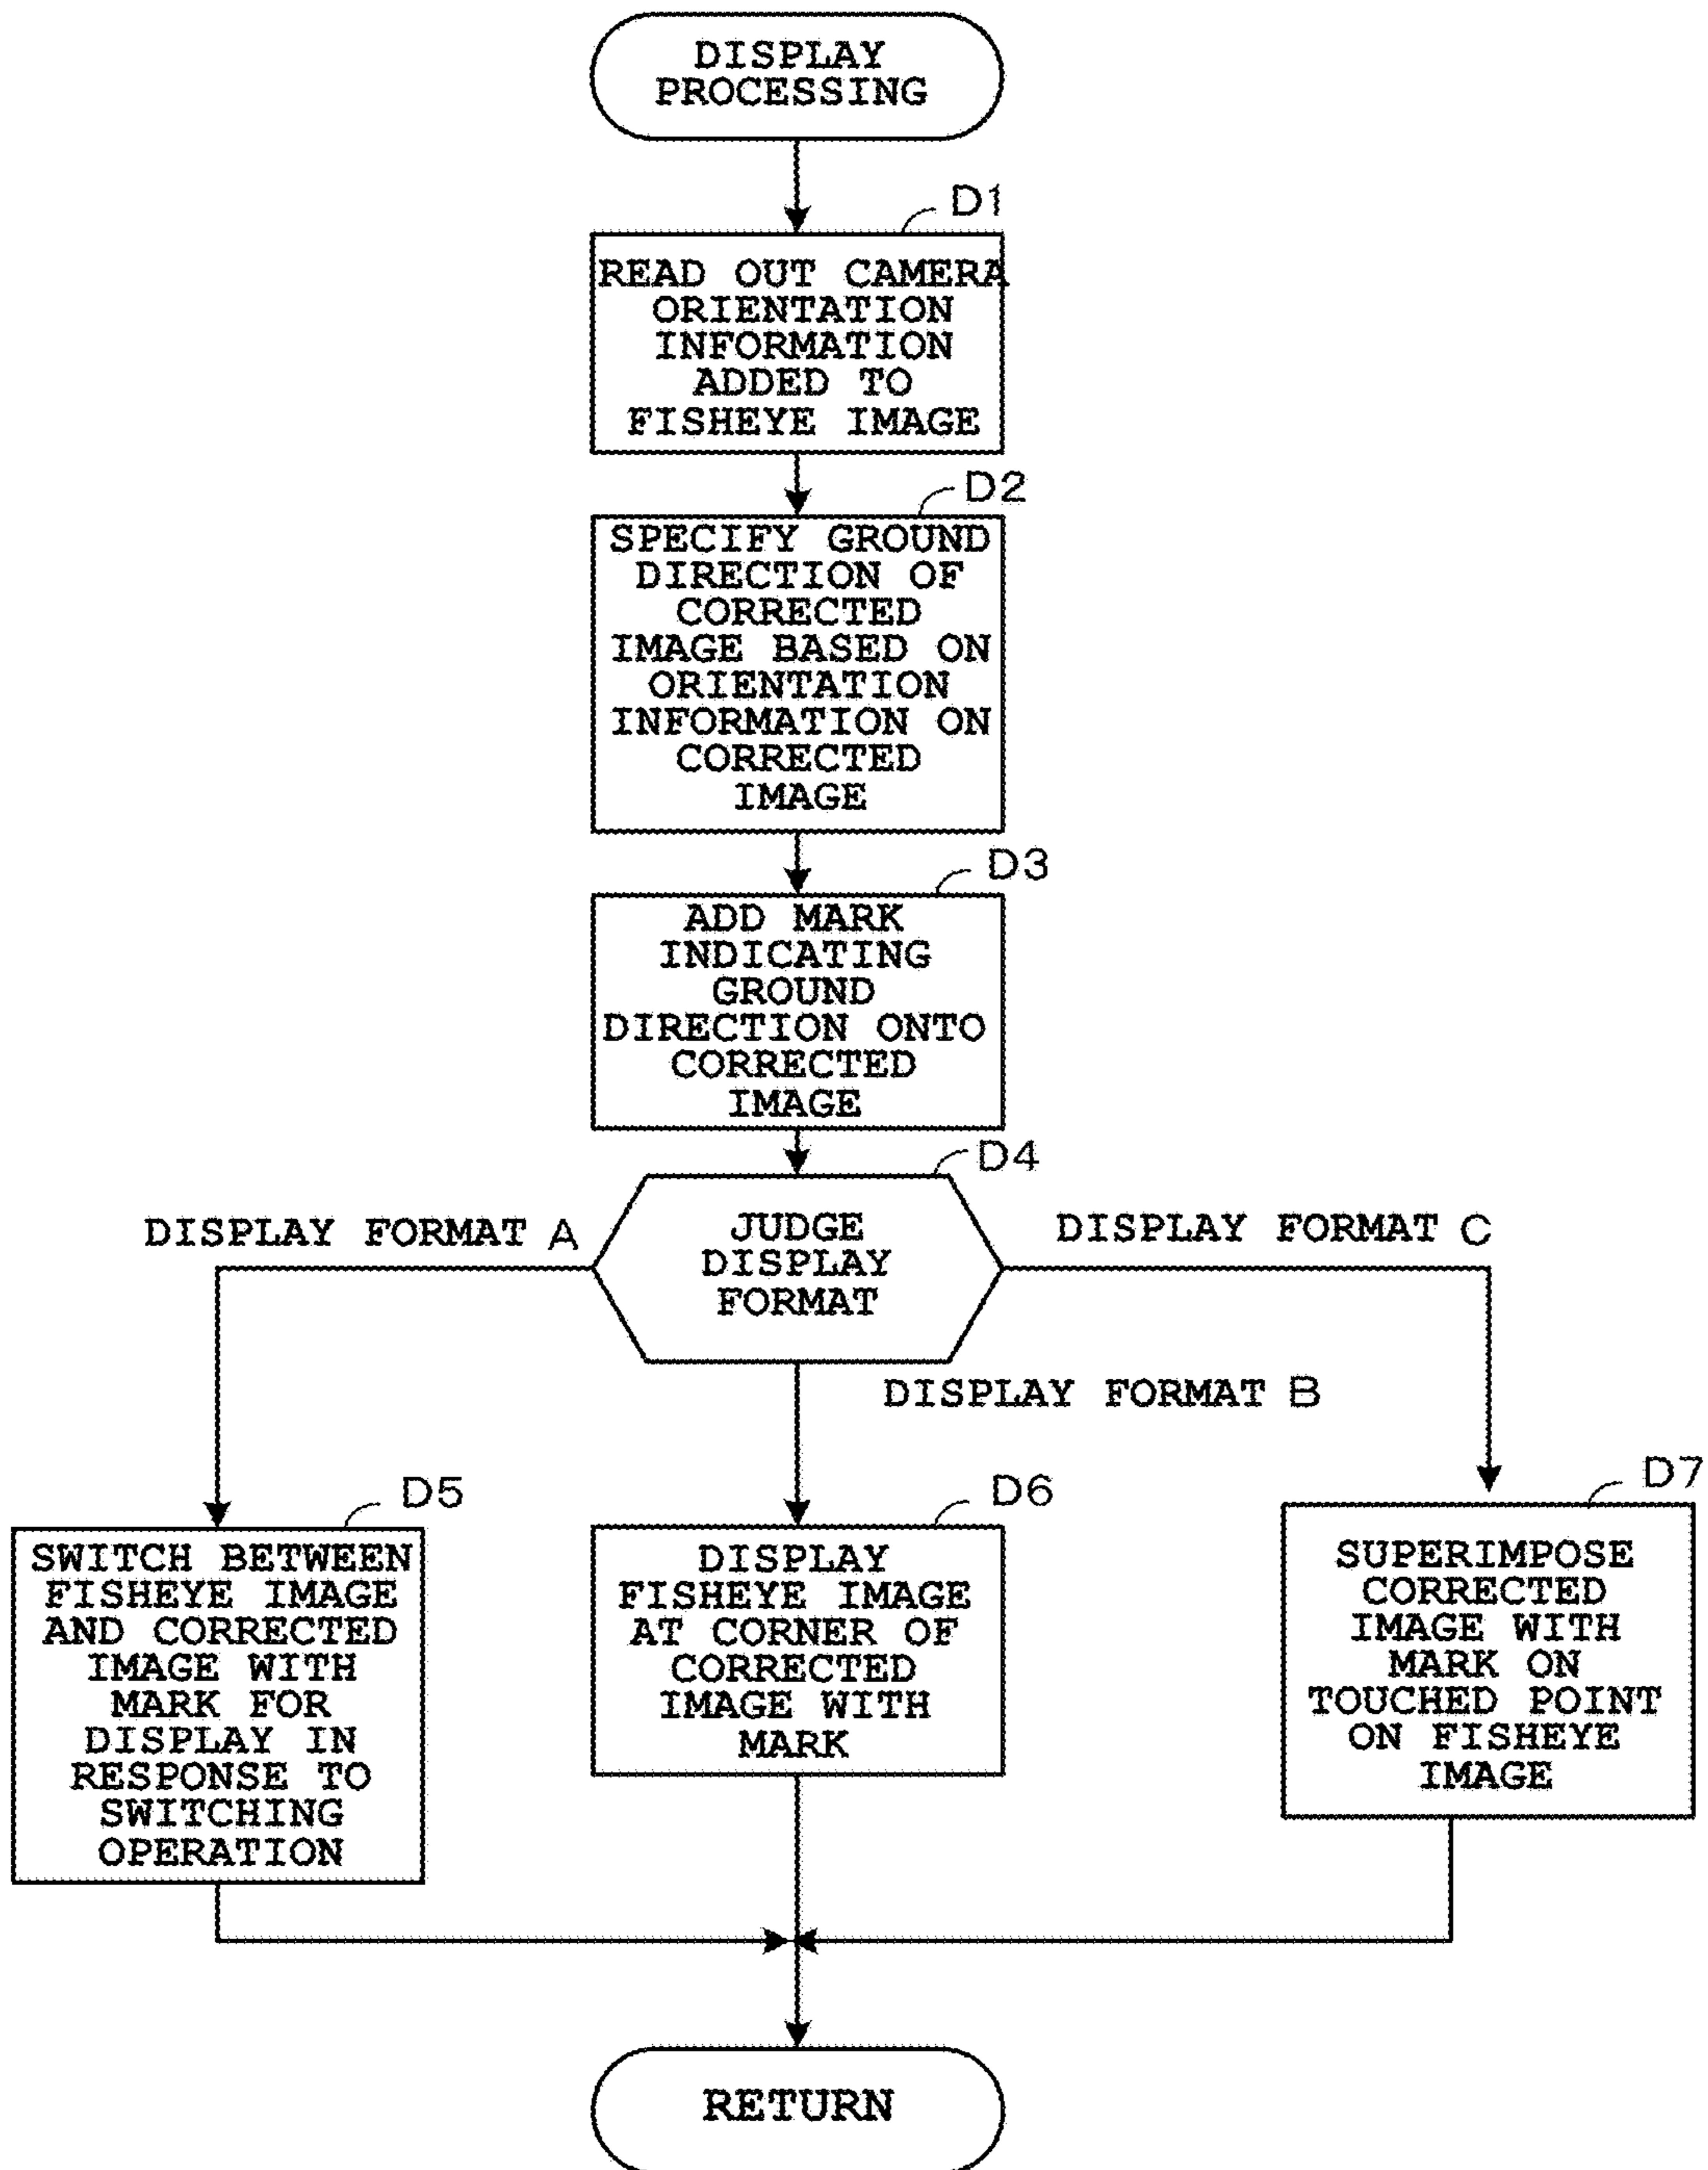 DISPLAY
PROCESSING
D1
READ OUT CAMERA
ORIENTATION
INFORMATION
ADDED TO
FISHEYE IMAGE
D2
SPECIFY GROUND
DIRECTION OF
CORRECTED
IMAGE BASED ON
ORIENTATION
INFORMATION ON
CORRECTED
IMAGE
D3
ADD MARK
INDICATING
GROUND
DIRECTION ONTO
CORRECTED
IMAGE
D4
JUDGE
DISPLAY
FORMAT
DISPLAY FORMAT A
DISPLAY FORMAT C
DISPLAY FORMAT B
D5
SWITCH BETWEEN
FISHEYE IMAGE
AND CORRECTED
IMAGE WITH
MARK FOR
DISPLAY IN
RESPONSE TO
SWITCHING
OPERATION
D6
DISPLAY
FISHEYE IMAGE
AT CORNER OF
CORRECTED
IMAGE WITH
MARK
D7
SUPERIMPOSE
CORRECTED
IMAGE WITH
MARK ON
TOUCHED POINT
ON FISHEYE
IMAGE
RETURN